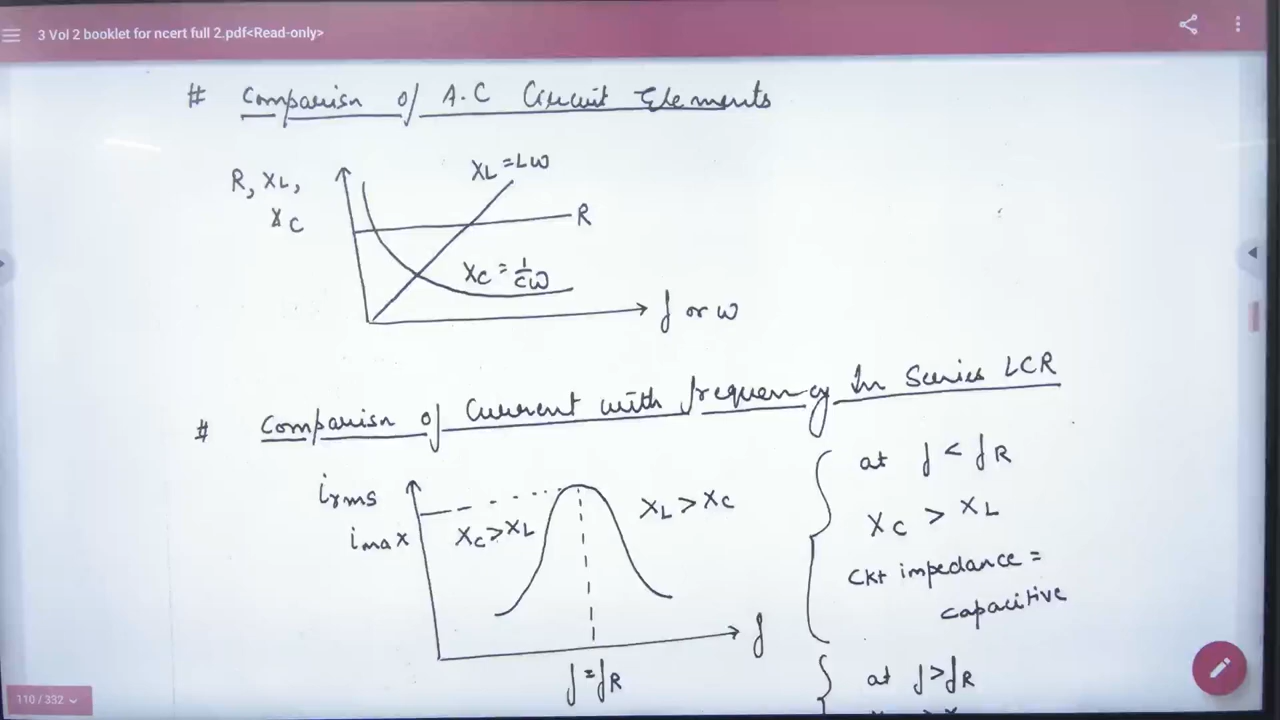 3 Vol 2 booklet for ncert full 2.pdf<Read-only>
# Comparisn of A.C Circuit Elements
XL = Lω
R, XL,
XC
R
XC = 1/cω
f or ω
# Comparisn of Current with frequency In Series LCR
irms
imax
XC > XL
XL > XC
f
f = fR
at f < fR
XC > XL
Ckt impedance =
capacitive
at f > fR
110 / 332